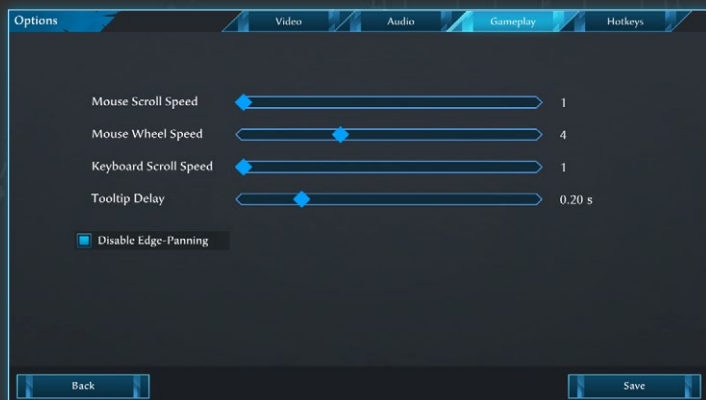 Options
Video
Audio
Gameplay
Hotkeys
Mouse Scroll Speed 1
Mouse Wheel Speed 4
Keyboard Scroll Speed 1
Tooltip Delay 0.20 s
Disable Edge-Panning
Back
Save